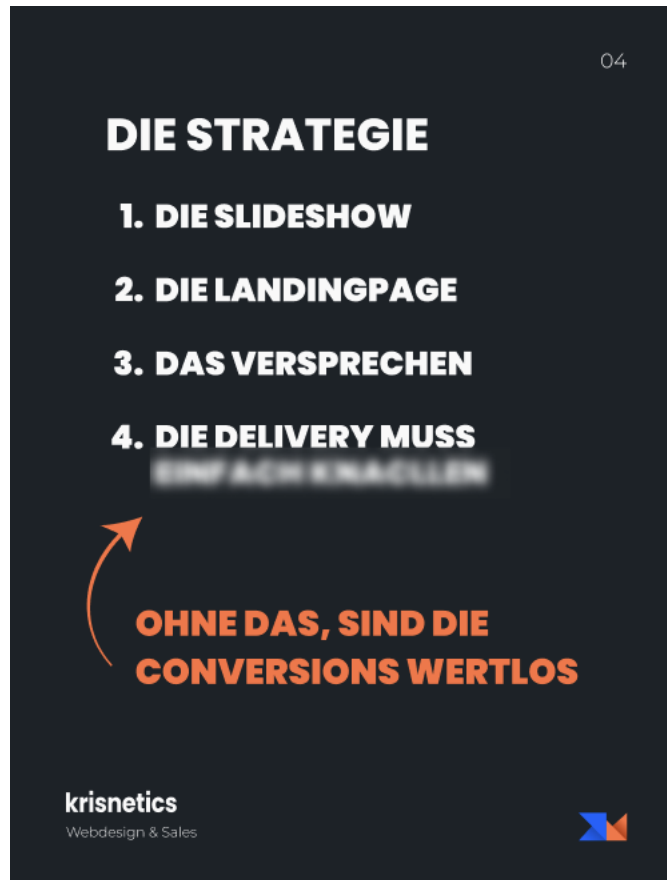 04
DIE STRATEGIE
1. DIE SLIDESHOW
2. DIE LANDINGPAGE
3. DAS VERSPRECHEN
4. DIE DELIVERY MUSS
OHNE DAS, SIND DIE
CONVERSIONS WERTLOS
krisnetics
Webdesign & Sales